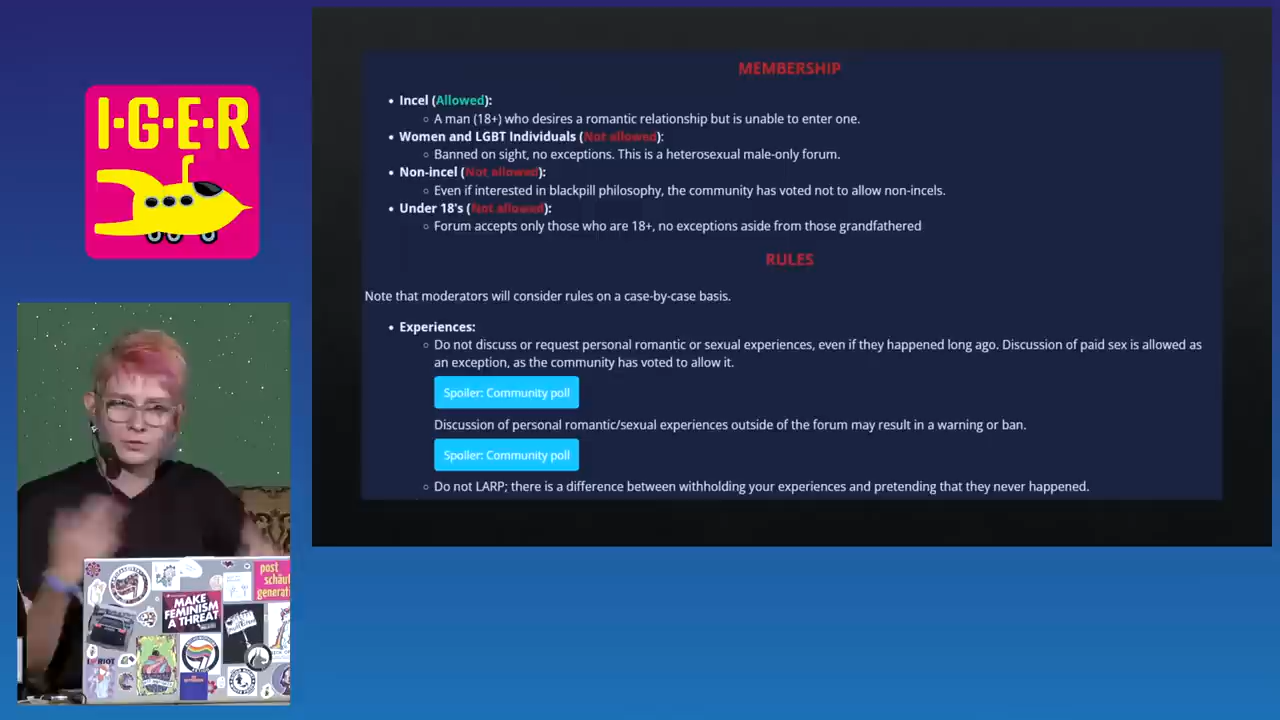 I·G·E·R
MEMBERSHIP
Incel (Allowed):
A man (18+) who desires a romantic relationship but is unable to enter one.
Women and LGBT Individuals (Not allowed):
Banned on sight, no exceptions. This is a heterosexual male-only forum.
Non-incel (Not allowed):
Even if interested in blackpill philosophy, the community has voted not to allow non-incels.
Under 18's (Not allowed):
Forum accepts only those who are 18+, no exceptions aside from those grandfathered
RULES
Note that moderators will consider rules on a case-by-case basis.
Experiences:
Do not discuss or request personal romantic or sexual experiences, even if they happened long ago. Discussion of paid sex is allowed as
an exception, as the community has voted to allow it.
Spoiler: Community poll
Discussion of personal romantic/sexual experiences outside of the forum may result in a warning or ban.
Spoiler: Community poll
Do not LARP; there is a difference between withholding your experiences and pretending that they never happened.
post
MAKE
FEMINISM
A THREAT
RIOT